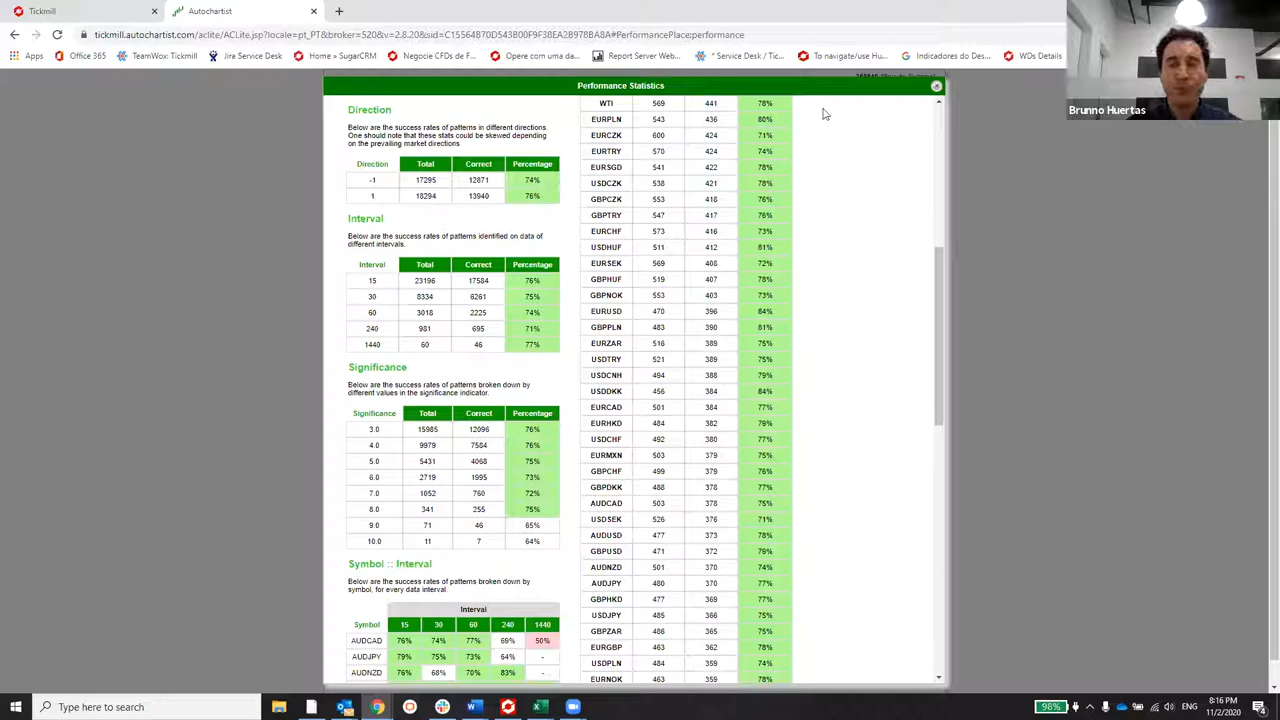 Tickmill
Autochartist
tickmill.autochartist.com/aclite/ACLite.jsp?locale=pt_PT&broker=520&sv=2.8.20&sid=C15564B70D543B00F9F38EA2B978BA8A#PerformancePlace:performance
Apps
Office 365
TeamWox: Tickmill
Jira Service Desk
Home » SugarCRM
Negocie CFDs de F...
Opere com uma de...
Report Server Web...
* Service Desk / Tic...
To navigate/use Hu...
Indicadores do Des...
WDs Detail
Brunno Huertas
Performance Statistics
Direction
Below are the success rates of patterns in different directions.
One should note that these stats could be skewed depending
on the prevailing market directions.
Direction Total Correct Percentage
-1 17295 12871 74%
1 18294 13940 76%
Interval
Below are the success rates of patterns identified on data of
different intervals.
Interval Total Correct Percentage
15 23196 17584 76%
30 8334 6261 75%
60 3018 2225 74%
240 981 695 71%
1440 60 46 77%
Significance
Below are the success rates of patterns broken down by
different values in the significance indicator.
Significance Total Correct Percentage
3.0 15985 12096 76%
4.0 9979 7584 76%
5.0 5431 4068 75%
6.0 2719 1995 73%
7.0 1052 760 72%
8.0 341 255 75%
9.0 71 46 65%
10.0 11 7 64%
Symbol :: Interval
Below are the success rates of patterns broken down by
symbol, for every data interval.
Interval
Symbol 15 30 60 240 1440
AUDCAD 76% 74% 77% 69% 50%
AUDJPY 79% 75% 73% 64% -
AUDNZD 76% 68% 70% 83% -
WTI 569 441 78%
EURPLN 543 436 80%
EURCZK 600 424 71%
EURTRY 570 424 74%
EURSGD 541 422 78%
USDCZK 538 421 78%
GBPCZK 553 418 76%
GBPTRY 547 417 76%
EURCHF 573 416 73%
USDHUF 511 412 81%
EURSEK 569 408 72%
GBPHUF 519 407 78%
GBPNOK 553 403 73%
EURUSD 470 396 84%
GBPPLN 483 390 81%
EURZAR 516 389 75%
USDTRY 521 389 75%
USDCNH 494 388 79%
USDDKK 456 384 84%
EURCAD 501 384 77%
EURHKD 484 382 79%
USDCHF 492 380 77%
EURMXN 503 379 75%
GBPCHF 499 379 76%
GBPDKK 488 378 77%
AUDCAD 503 378 75%
USDSEK 526 376 71%
AUDUSD 477 373 78%
GBPUSD 471 372 79%
AUDNZD 501 370 74%
AUDJPY 480 370 77%
GBPHKD 477 369 77%
USDJPY 485 366 75%
GBPZAR 486 365 75%
EURGBP 463 362 78%
USDPLN 484 359 74%
EURNOK 463 359 78%
Type here to search
98%
ENG
8:16 PM
11/2/2020